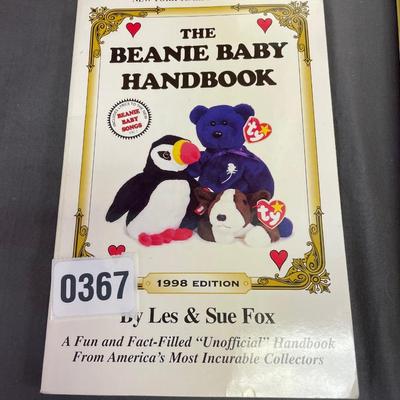 THE
BEANIE BABY
HANDBOOK
BEANIE
BABY
SONGS
ty
ty
0367
1998 EDITION
By Les & Sue Fox
A Fun and Fact-Filled "Unofficial" Handbook
From America's Most Incurable Collectors